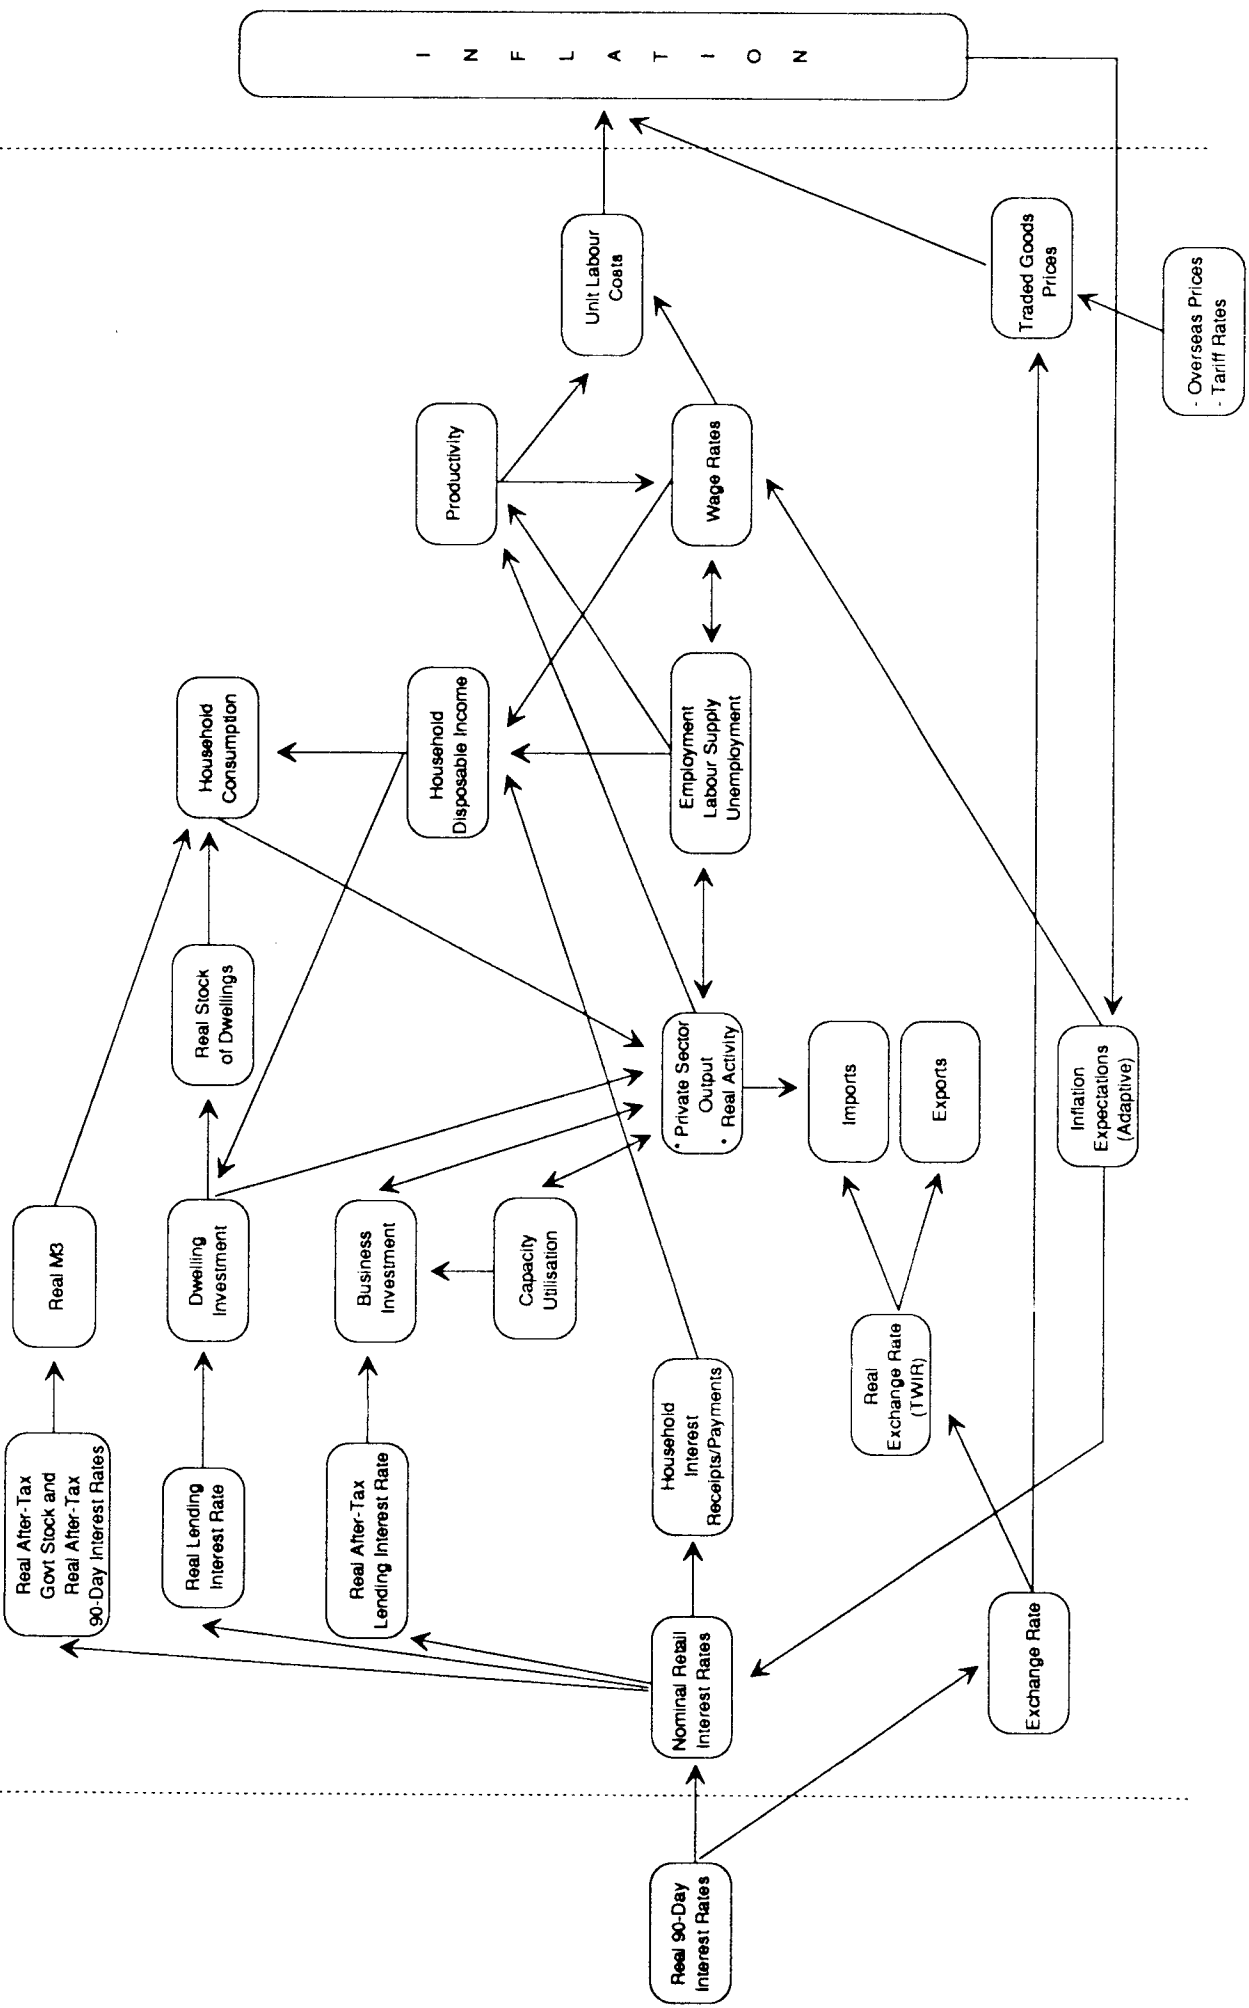 Real 90-Day
Interest Rates
Nominal Retail
Interest Rates
Exchange Rate
Real After-Tax
Govt Stock and
Real After-Tax
90-Day Interest Rates
Real Lending
Interest Rate
Real After-Tax
Lending Interest Rate
Household
Interest
Receipts/Payments
Real
Exchange Rate
(TWIR)
Real M3
Dwelling
Investment
Business
Investment
Capacity
Utilisation
Real Stock
of Dwellings
• Private Sector
Output
• Real Activity
Imports
Exports
Inflation
Expectations
(Adaptive)
Household
Consumption
Household
Disposable Income
Employment
Labour Supply
Unemployment
Productivity
Wage Rates
Unit Labour
Costs
Traded Goods
Prices
- Overseas Prices
- Tariff Rates
INFLATION